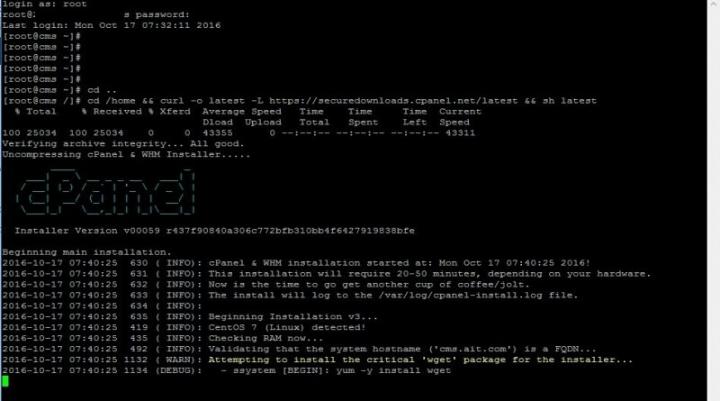 login as: root
root@: s password:
Last login: Mon Oct 17 07:32:11 2016
[root@cms ~]#
[root@cms ~]#
[root@cms ~]#
[root@cms ~]#
[root@cms ~]#
[root@cms ~]# cd ..
[root@cms /]# cd /home && curl -o latest -L https://securedownloads.cpanel.net/latest && sh latest
% Total % Received % Xferd Average Speed Time Time Time Current
Dload Upload Total Spent Left Speed
100 25034 100 25034 0 0 43355 0 --:--:-- --:--:-- --:--:-- 43311
Verifying archive integrity... All good.
Uncompressing cPanel & WHM Installer.....
cPanel
Installer Version v00059 r437f90840a306c772bfb310bb4f6427919838bfe
Beginning main installation.
2016-10-17 07:40:25 630 ( INFO): cPanel & WHM installation started at: Mon Oct 17 07:40:25 2016!
2016-10-17 07:40:25 631 ( INFO): This installation will require 20-50 minutes, depending on your hardware.
2016-10-17 07:40:25 632 ( INFO): Now is the time to go get another cup of coffee/jolt.
2016-10-17 07:40:25 633 ( INFO): The install will log to the /var/log/cpanel-install.log file.
2016-10-17 07:40:25 634 ( INFO):
2016-10-17 07:40:25 635 ( INFO): Beginning Installation v3...
2016-10-17 07:40:25 419 ( INFO): CentOS 7 (Linux) detected!
2016-10-17 07:40:25 435 ( INFO): Checking RAM now...
2016-10-17 07:40:25 492 ( INFO): Validating that the system hostname ('cms.ait.com') is a FQDN...
2016-10-17 07:40:25 1132 ( WARN): Attempting to install the critical 'wget' package for the installer...
2016-10-17 07:40:25 1134 (DEBUG): - ssystem [BEGIN]: yum -y install wget